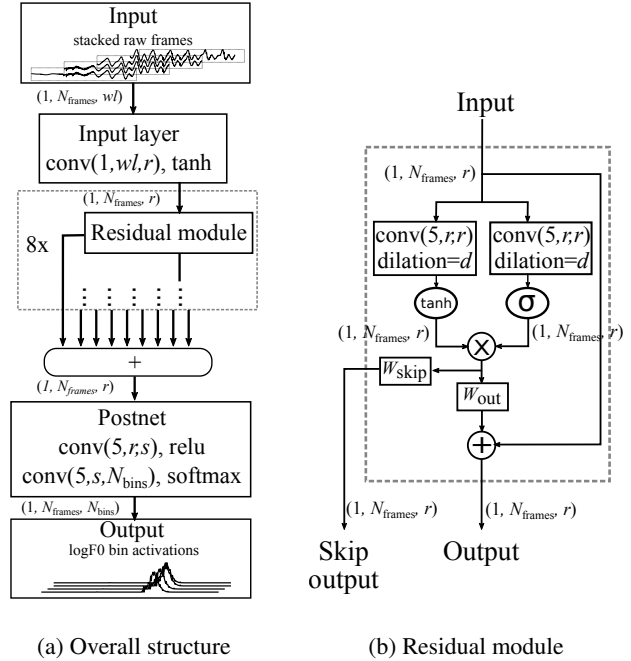 Input
stacked raw frames
(1, N_frames, wl)
Input layer
conv(1,wl,r), tanh
(1, N_frames, r)
8x
Residual module
+
(1, N_frames, r)
Postnet
conv(5,r,s), relu
conv(5,s,N_bins), softmax
(1, N_frames, N_bins)
Output
logF0 bin activations
(a) Overall structure
Input
(1, N_frames, r)
conv(5,r,r)
dilation=d
conv(5,r,r)
dilation=d
tanh
σ
(1, N_frames, r)
(1, N_frames, r)
×
W_skip
W_out
+
(1, N_frames, r)
(1, N_frames, r)
Skip
output
Output
(b) Residual module